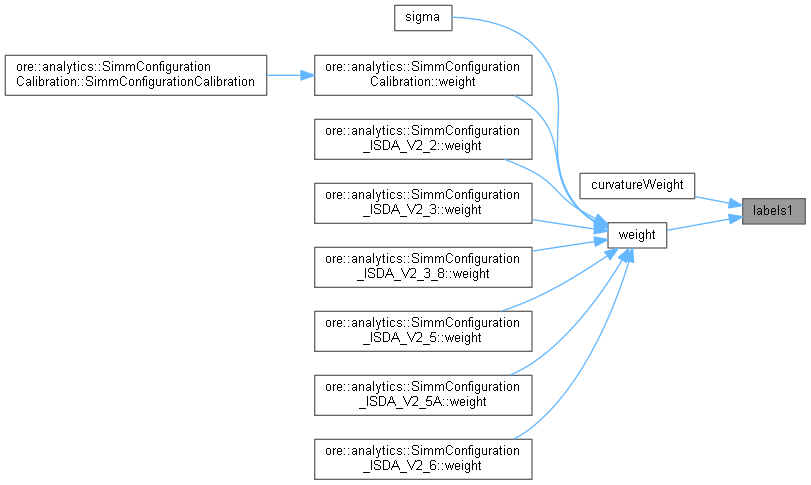 sigma
ore::analytics::SimmConfiguration
Calibration::SimmConfigurationCalibration
ore::analytics::SimmConfiguration
Calibration::weight
ore::analytics::SimmConfiguration
_ISDA_V2_2::weight
ore::analytics::SimmConfiguration
_ISDA_V2_3::weight
ore::analytics::SimmConfiguration
_ISDA_V2_3_8::weight
ore::analytics::SimmConfiguration
_ISDA_V2_5::weight
ore::analytics::SimmConfiguration
_ISDA_V2_5A::weight
ore::analytics::SimmConfiguration
_ISDA_V2_6::weight
curvatureWeight
weight
labels1